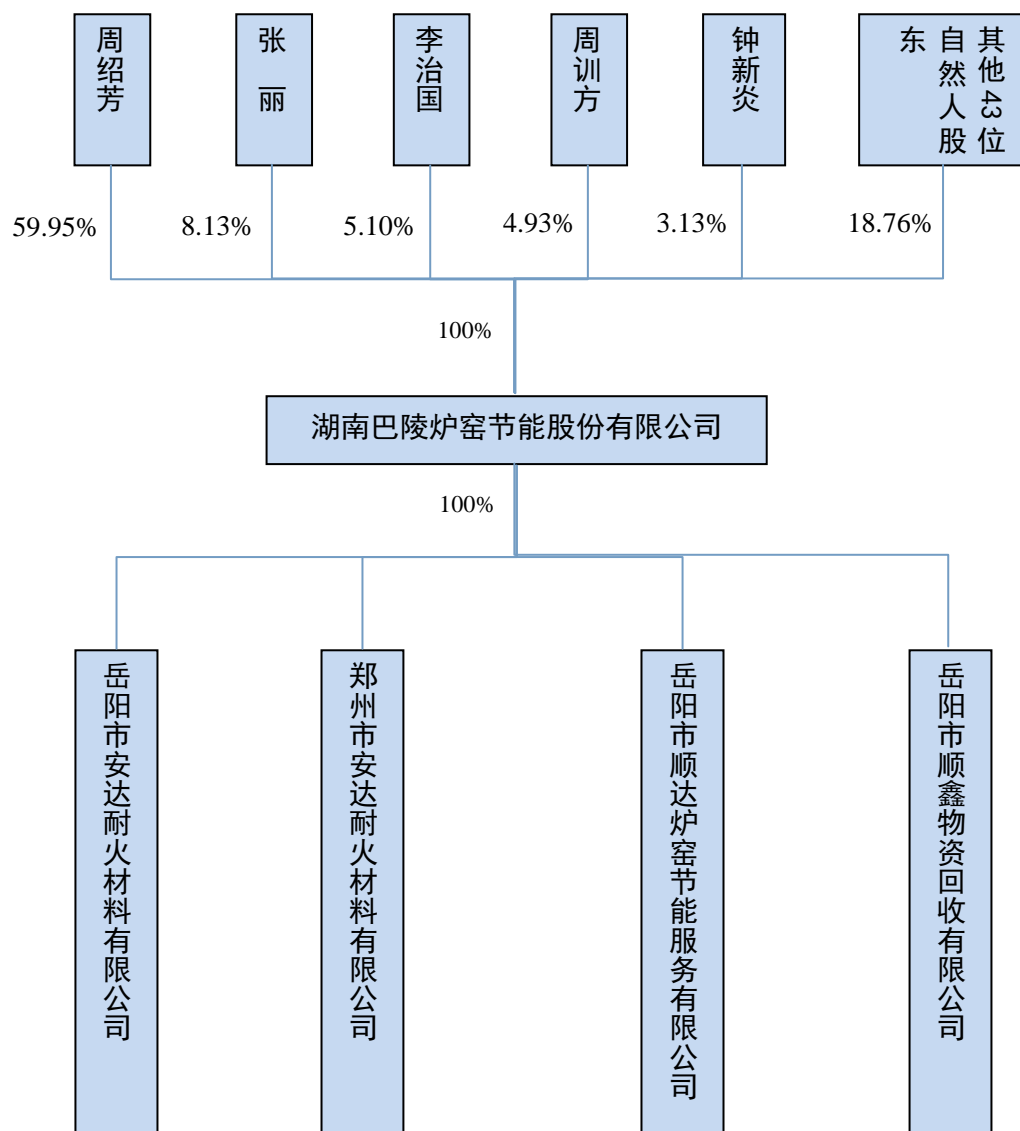 周绍芳
张 丽
李治国
周训方
钟新炎
其他43位
自然人股
东
59.95%
8.13%
5.10%
4.93%
3.13%
18.76%
100%
湖南巴陵炉窑节能股份有限公司
100%
岳阳市安达耐火材料有限公司
郑州市安达耐火材料有限公司
岳阳市顺达炉窑节能服务有限公司
岳阳市顺鑫物资回收有限公司